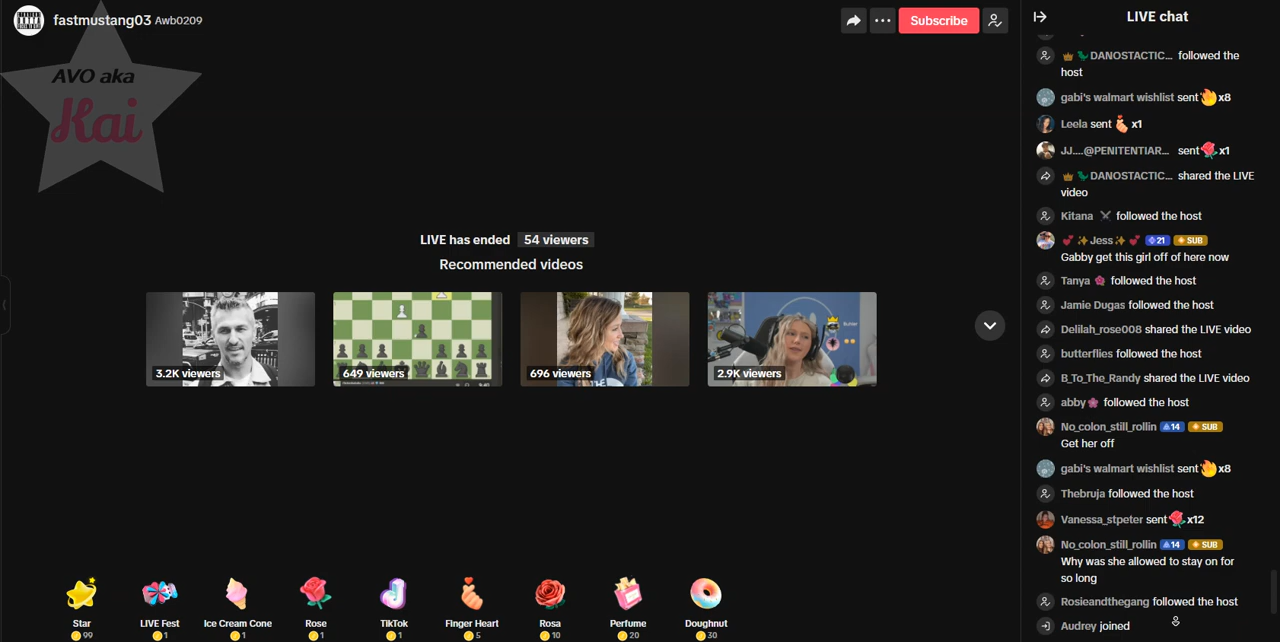 fastmustang03 Awb0209
Subscribe
LIVE chat
AVO aka
Kai
LIVE has ended 54 viewers
Recommended videos
3.2K viewers
649 viewers
696 viewers
2.9K viewers
Star
99
LIVE Fest
1
Ice Cream Cone
1
Rose
1
TikTok
1
Finger Heart
5
Rosa
10
Perfume
20
Doughnut
30
DANOSTACTIC... followed the
host
gabi's walmart wishlist sent x8
Leela sent x1
JJ....@PENITENTIAR... sent x1
DANOSTACTIC... shared the LIVE
video
Kitana ⚔ followed the host
💕✨Jess✨💕 21 SUB
Gabby get this girl off of here now
Tanya 🌸 followed the host
Jamie Dugas followed the host
Delilah_rose008 shared the LIVE video
butterflies followed the host
B_To_The_Randy shared the LIVE video
abby🌸 followed the host
No_colon_still_rollin 14 SUB
Get her off
gabi's walmart wishlist sent x8
Thebruja followed the host
Vanessa_stpeter sent x12
No_colon_still_rollin 14 SUB
Why was she allowed to stay on for
so long
Rosieandthegang followed the host
Audrey joined